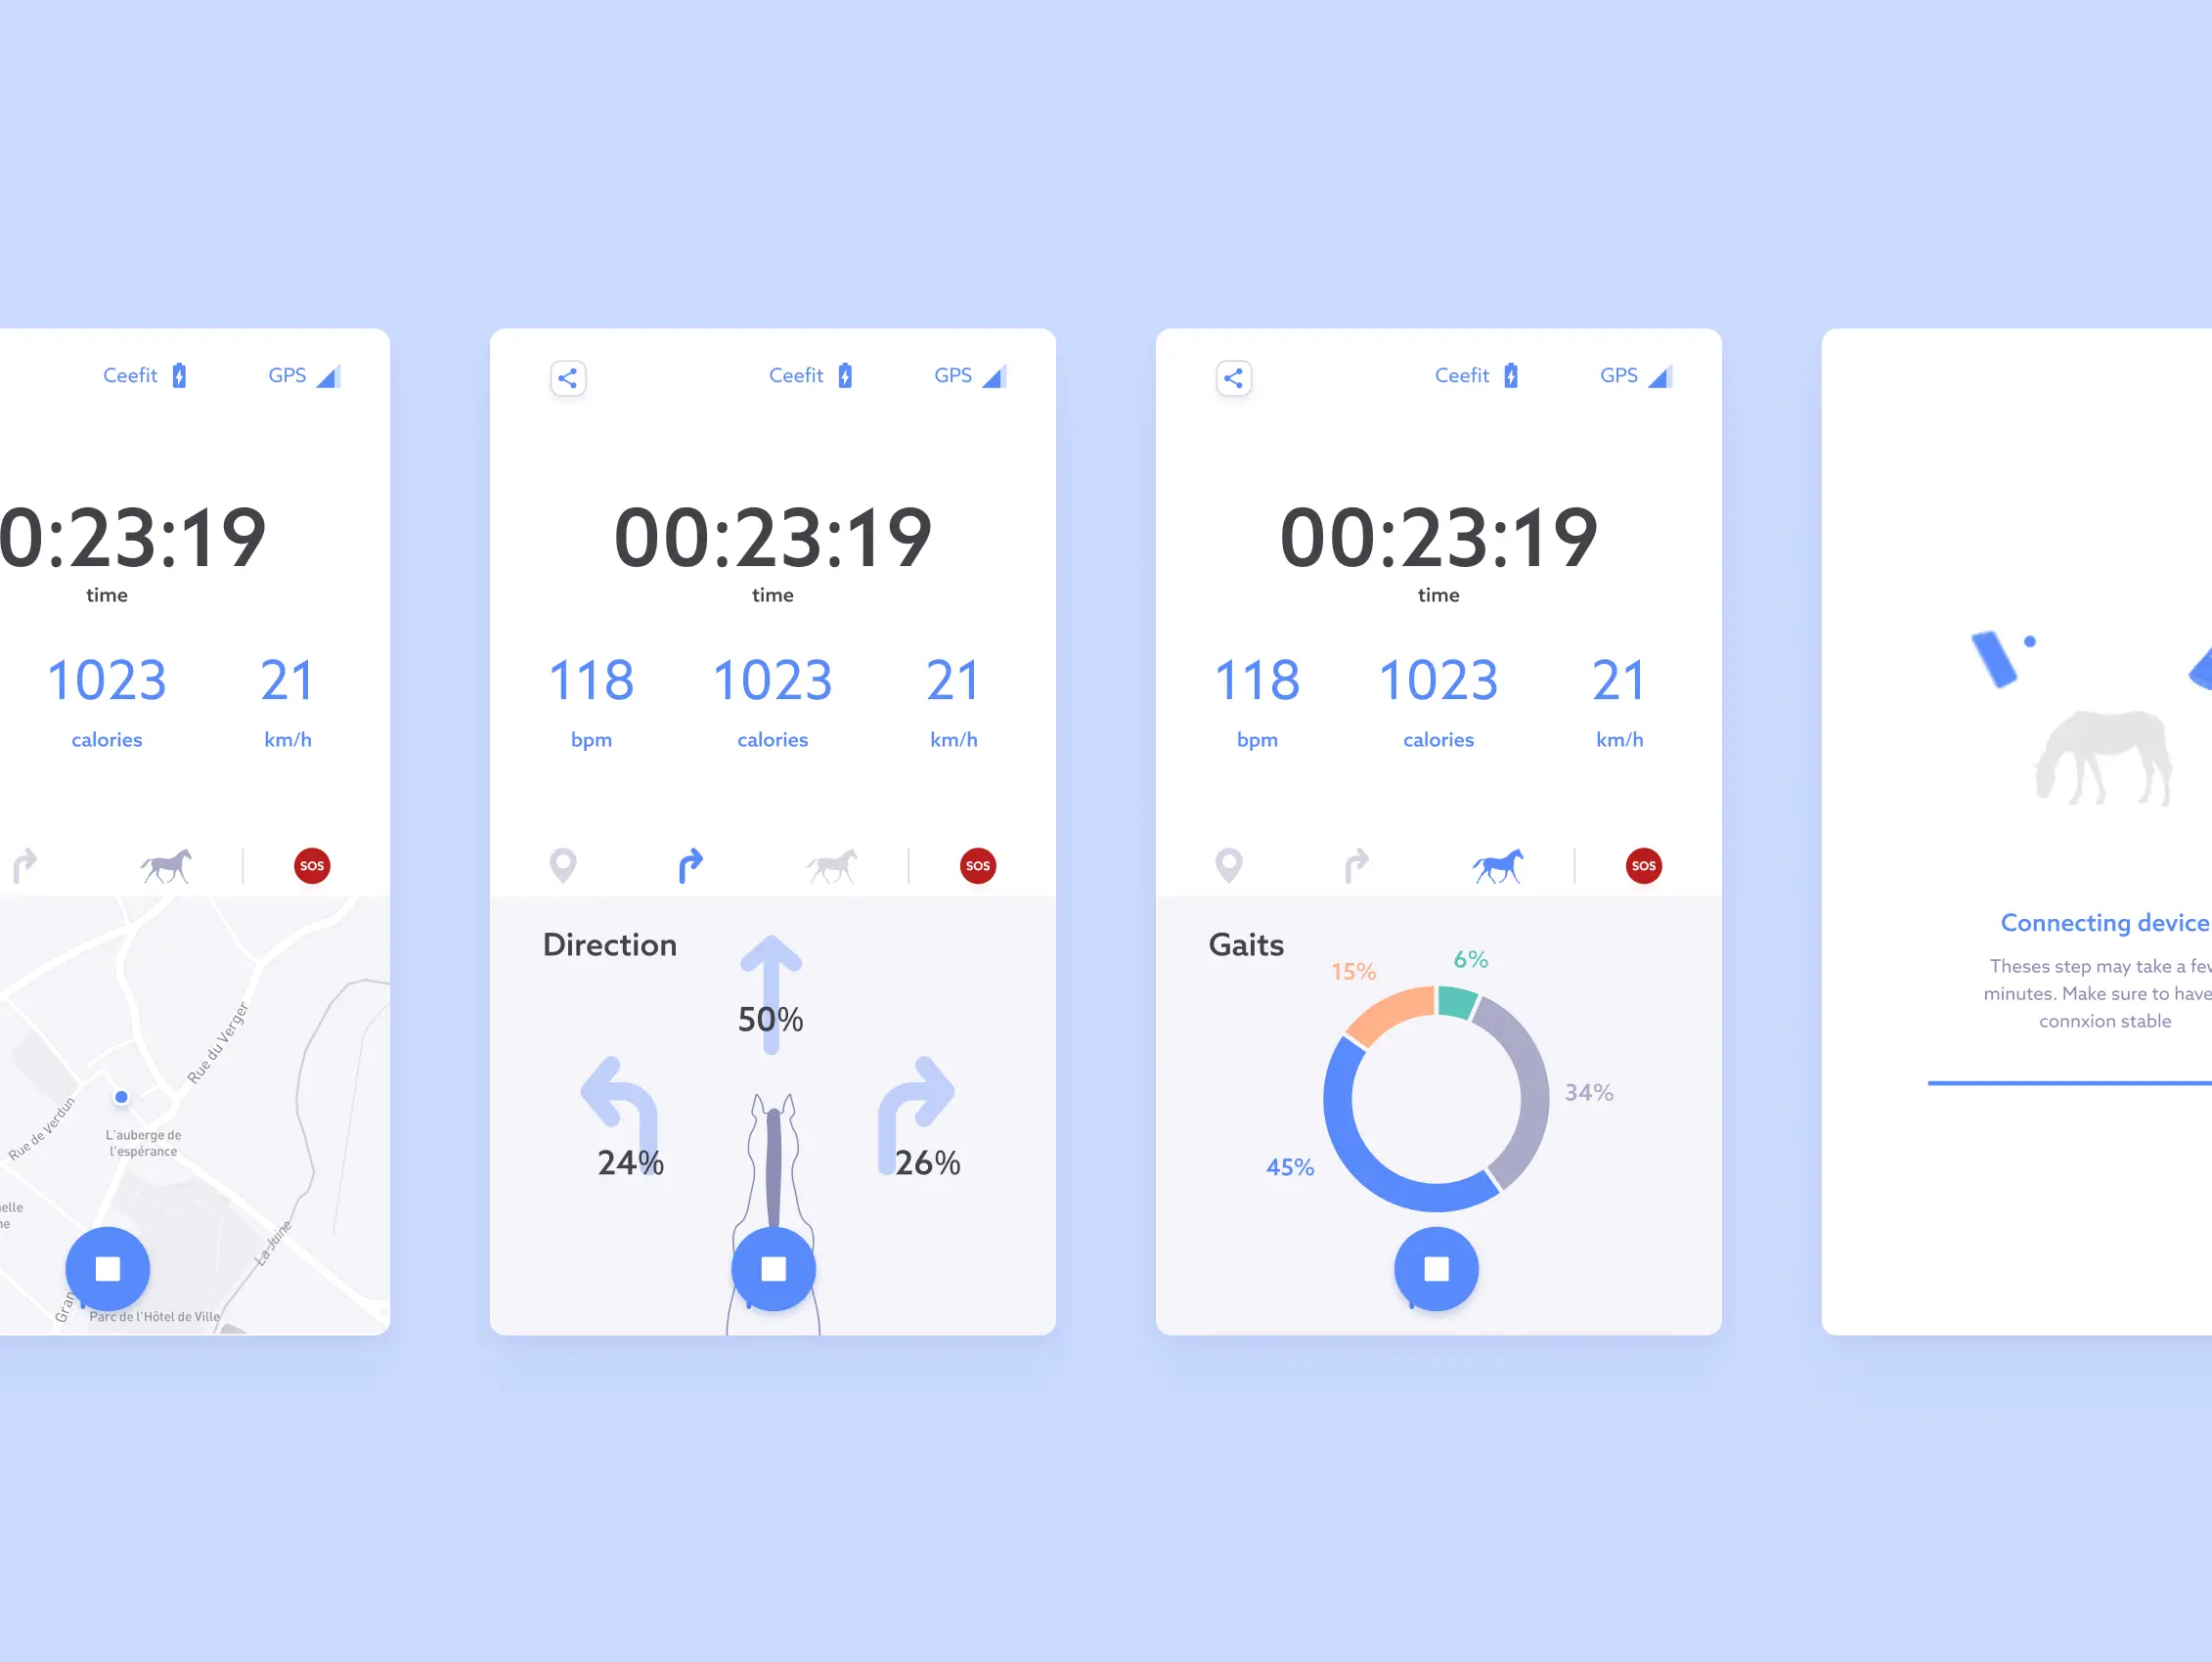 Ceefit
GPS
0:23:19
time
1023
21
calories
km/h
SOS
Rue du Verger
Rue de Verdun
L'auberge de
l'espérance
elle
ne
La Juine
Gran
Parc de l'Hôtel de Ville
Ceefit
GPS
00:23:19
time
118
1023
21
bpm
calories
km/h
SOS
Direction
50%
24%
26%
Ceefit
GPS
00:23:19
time
118
1023
21
bpm
calories
km/h
SOS
Gaits
15%
6%
34%
45%
Connecting device
Theses step may take a few
minutes. Make sure to have
connxion stable